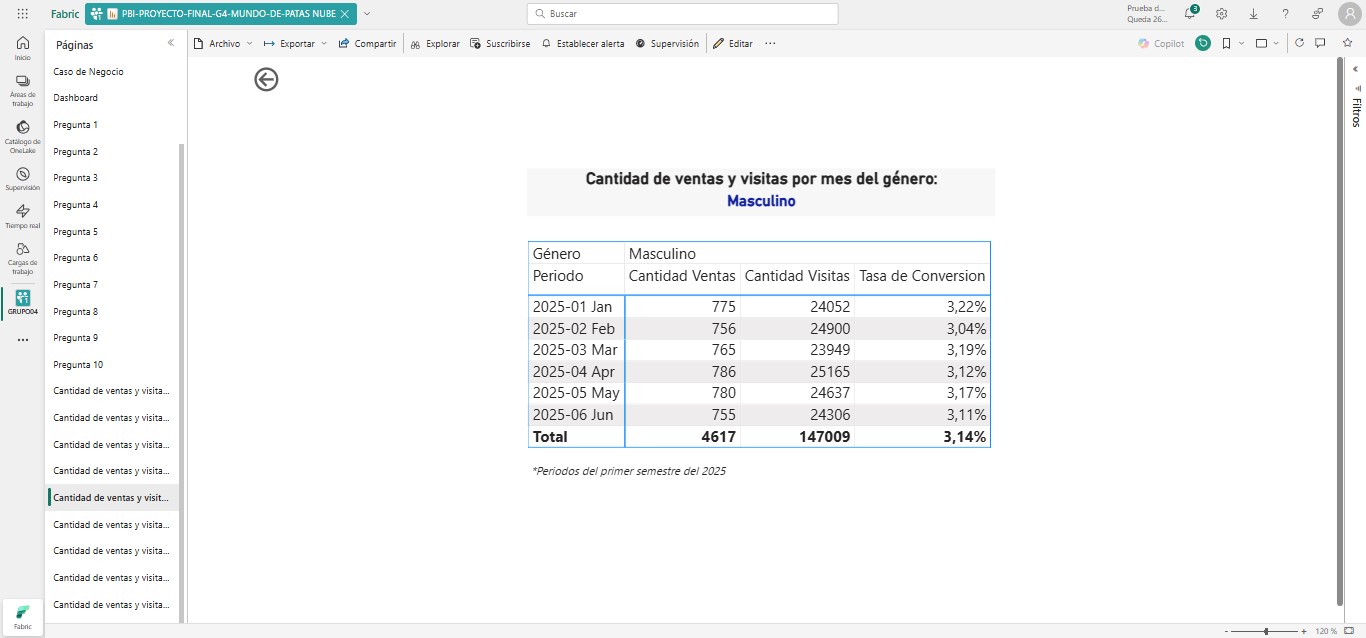 Fabric
PBI-PROYECTO-FINAL-G4-MUNDO-DE-PATAS NUBE
Buscar
Prueba d...
Queda 26...
3
Inicio
Áreas de trabajo
Catálogo de OneLake
Supervisión
Tiempo real
Cargas de trabajo
GRUPO04
Fabric
Páginas
Caso de Negocio
Dashboard
Pregunta 1
Pregunta 2
Pregunta 3
Pregunta 4
Pregunta 5
Pregunta 6
Pregunta 7
Pregunta 8
Pregunta 9
Pregunta 10
Cantidad de ventas y visita...
Cantidad de ventas y visita...
Cantidad de ventas y visita...
Cantidad de ventas y visita...
Cantidad de ventas y visit...
Cantidad de ventas y visita...
Cantidad de ventas y visita...
Cantidad de ventas y visita...
Cantidad de ventas y visita...
Archivo Exportar Compartir Explorar Suscribirse Establecer alerta Supervisión Editar ... Copilot
Cantidad de ventas y visitas por mes del género:
Masculino
Género Masculino
Periodo Cantidad Ventas Cantidad Visitas Tasa de Conversion
2025-01 Jan 775 24052 3,22%
2025-02 Feb 756 24900 3,04%
2025-03 Mar 765 23949 3,19%
2025-04 Apr 786 25165 3,12%
2025-05 May 780 24637 3,17%
2025-06 Jun 755 24306 3,11%
Total 4617 147009 3,14%
*Periodos del primer semestre del 2025
Filtros
- + 120 %